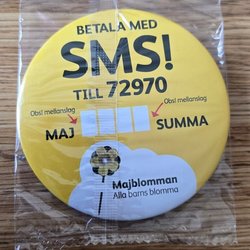 BETALA MED
SMS!
TILL 72970
Obs! mellanslag
Obs! mellanslag
MAJ SUMMA
Majblomman
Alla barns blomma